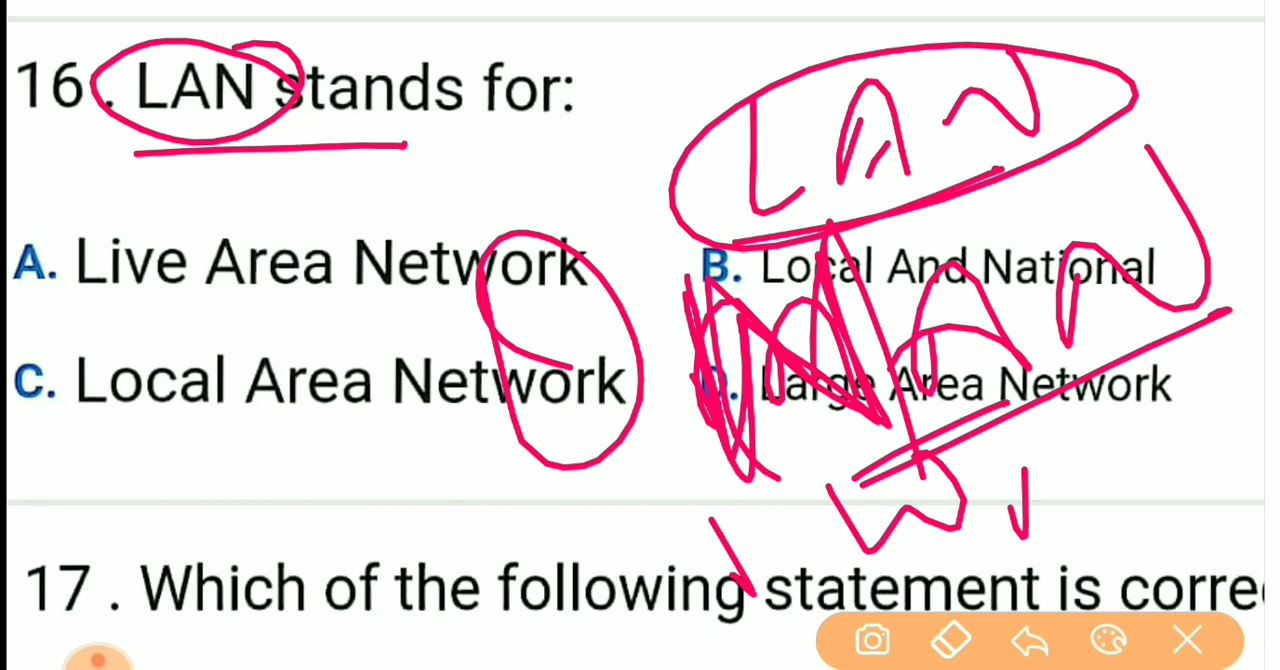 16 . LAN stands for:
LAN
A. Live Area Network
B. Local And National
MAN
C. Local Area Network
D. Large Area Network
W
17 . Which of the following statement is corre